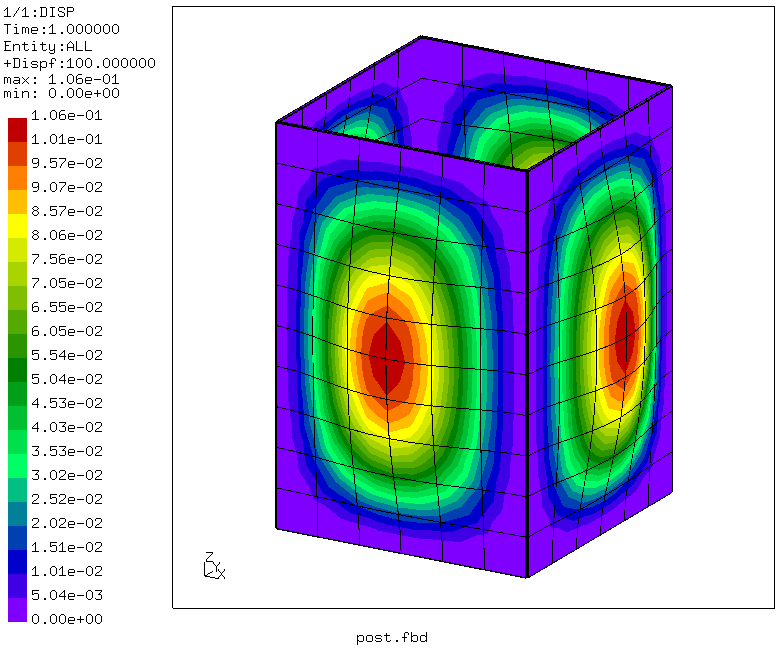 1/1:DISP
Time:1.000000
Entity:ALL
+Dispf:100.000000
max: 1.06e-01
min: 0.00e+00
1.06e-01
1.01e-01
9.57e-02
9.07e-02
8.57e-02
8.06e-02
7.56e-02
7.05e-02
6.55e-02
6.05e-02
5.54e-02
5.04e-02
4.53e-02
4.03e-02
3.53e-02
3.02e-02
2.52e-02
2.02e-02
1.51e-02
1.01e-02
5.04e-03
0.00e+00
Z
Y
X
post.fbd